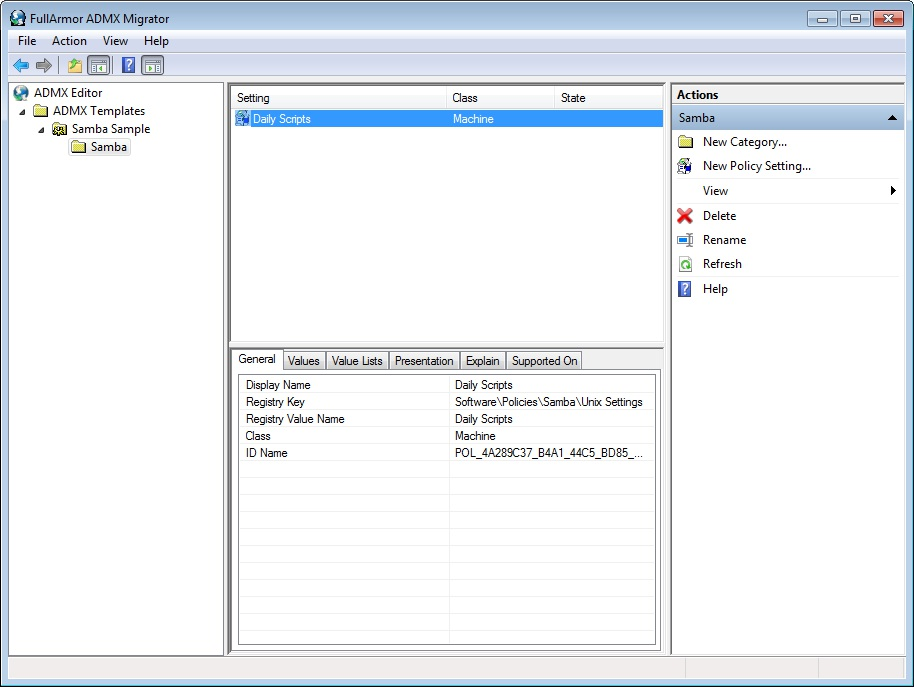 FullArmor ADMX Migrator
File Action View Help
ADMX Editor
ADMX Templates
Samba Sample
Samba
Setting Class State
Daily Scripts Machine
General Values Value Lists Presentation Explain Supported On
Display Name Daily Scripts
Registry Key Software\Policies\Samba\Unix Settings
Registry Value Name Daily Scripts
Class Machine
ID Name POL_4A289C37_B4A1_44C5_BD85_...
Actions
Samba
New Category...
New Policy Setting...
View
Delete
Rename
Refresh
Help